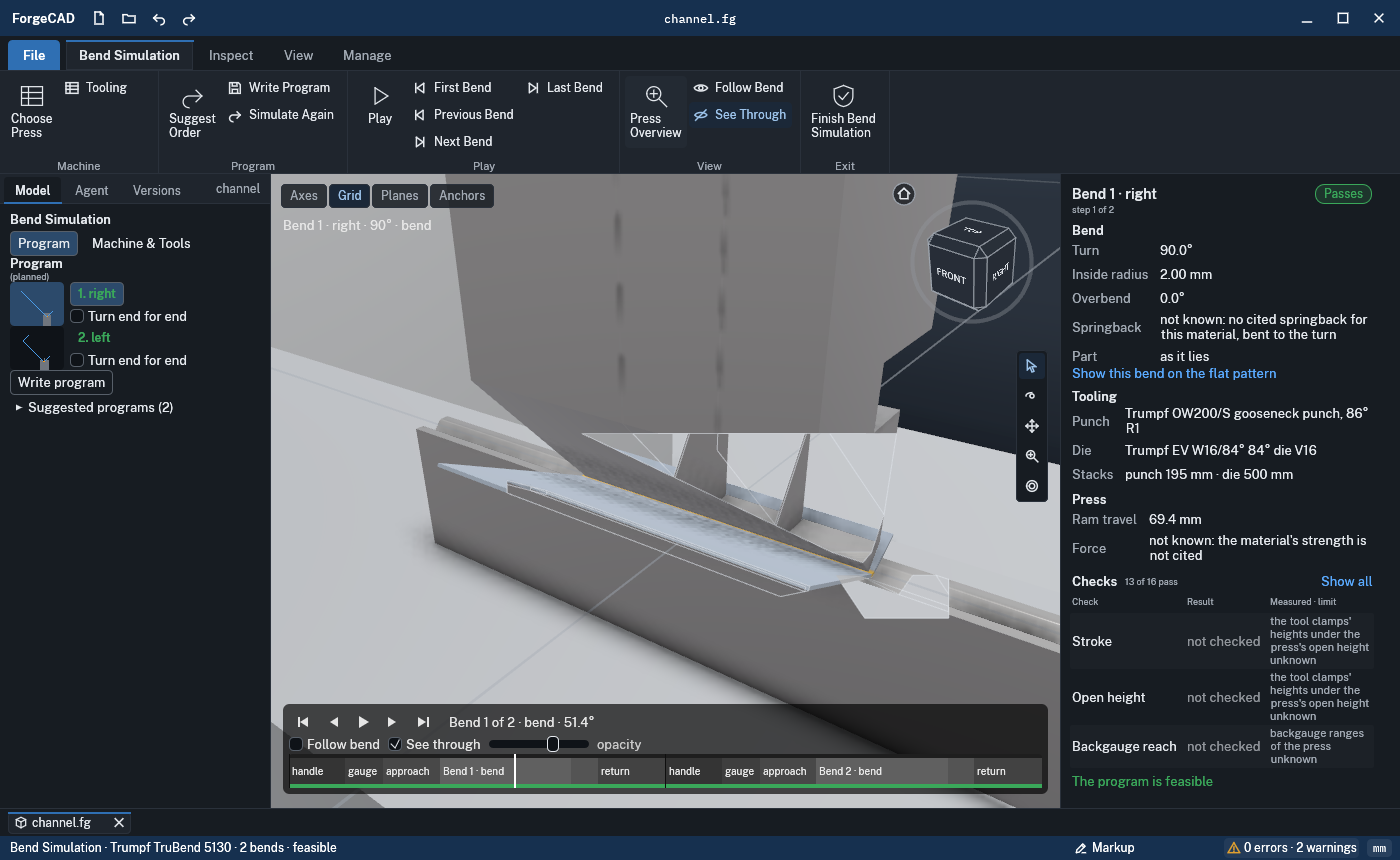 ForgeCAD
channel.fg
File
Bend Simulation
Inspect
View
Manage
Choose Press
Tooling
Machine
Suggest Order
Write Program
Simulate Again
Program
Play
First Bend
Previous Bend
Next Bend
Last Bend
Play
Press Overview
Follow Bend
See Through
View
Finish Bend Simulation
Exit
Model
Agent
Versions
channel
Bend Simulation
Program
Machine & Tools
Program
(planned)
1. right
Turn end for end
2. left
Turn end for end
Write program
Suggested programs (2)
Axes
Grid
Planes
Anchors
Bend 1 · right · 90° · bend
TOP
FRONT
RIGHT
Bend 1 of 2 · bend · 51.4°
Follow bend
See through
opacity
handle
gauge
approach
Bend 1 · bend
return
handle
gauge
approach
Bend 2 · bend
return
Bend 1 · right
Passes
step 1 of 2
Bend
Turn 90.0°
Inside radius 2.00 mm
Overbend 0.0°
Springback not known: no cited springback for
this material, bent to the turn
Part as it lies
Show this bend on the flat pattern
Tooling
Punch Trumpf OW200/S gooseneck punch, 86°
R1
Die Trumpf EV W16/84° 84° die V16
Stacks punch 195 mm · die 500 mm
Press
Ram travel 69.4 mm
Force not known: the material's strength is
not cited
Checks 13 of 16 pass Show all
Check Result Measured · limit
Stroke not checked the tool clamps'
heights under the
press's open height
unknown
Open height not checked the tool clamps'
heights under the
press's open height
unknown
Backgauge reach not checked backgauge ranges
of the press
unknown
The program is feasible
channel.fg
Bend Simulation · Trumpf TruBend 5130 · 2 bends · feasible
Markup
0 errors · 2 warnings
mm